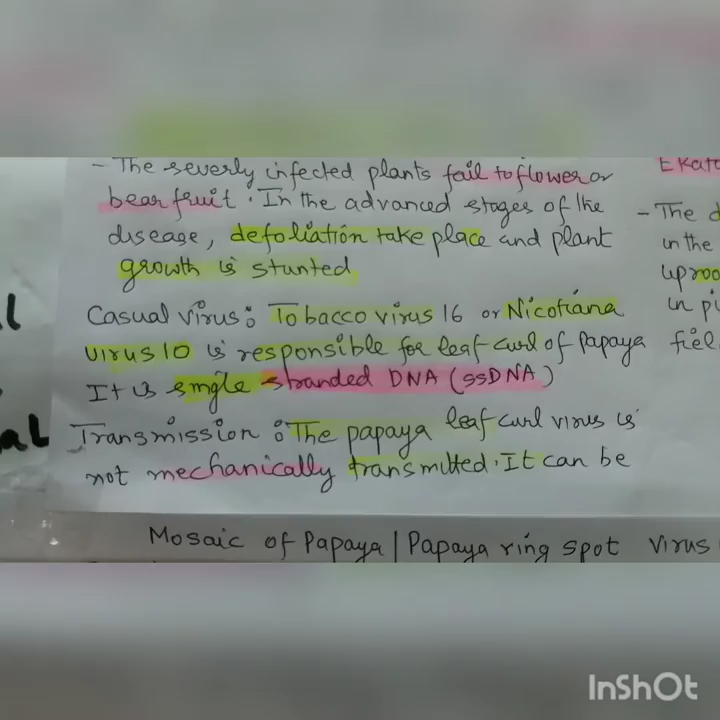 - The severly infected plants fail to flower or
bear fruit. In the advanced stages of the
disease, defoliation take place and plant
growth is stunted
Casual virus: Tobacco virus 16 or Nicotiana
virus 10 is responsible for leaf curl of Papaya
It is single stranded DNA (ssDNA)
Transmission: The papaya leaf curl virus is
not mechanically transmitted. It can be
- The
in the
in
Mosaic of Papaya | Papaya ring spot virus
InShOt